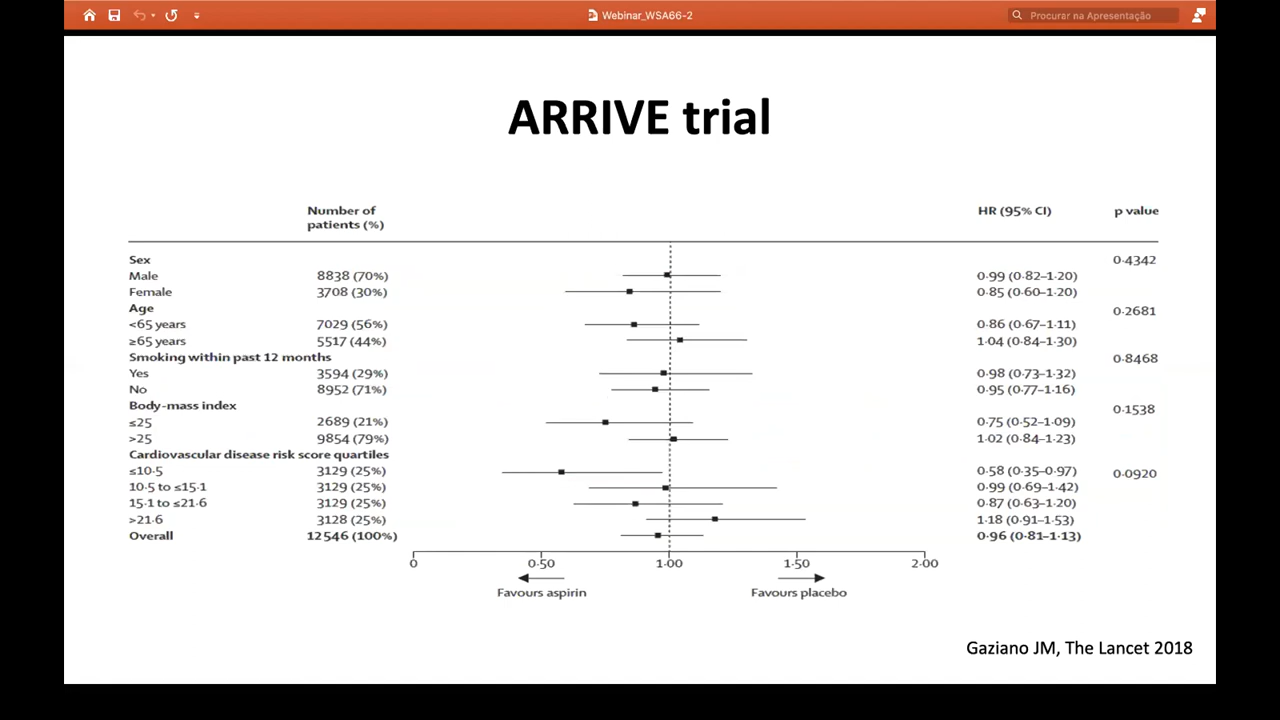 Webinar_WSA66-2
Procurar na Apresentação
ARRIVE trial
Number of patients (%) HR (95% CI) p value
Sex 0·4342
Male 8838 (70%) 0·99 (0·82–1·20)
Female 3708 (30%) 0·85 (0·60–1·20)
Age 0·2681
<65 years 7029 (56%) 0·86 (0·67–1·11)
≥65 years 5517 (44%) 1·04 (0·84–1·30)
Smoking within past 12 months 0·8468
Yes 3594 (29%) 0·98 (0·73–1·32)
No 8952 (71%) 0·95 (0·77–1·16)
Body-mass index 0·1538
≤25 2689 (21%) 0·75 (0·52–1·09)
>25 9854 (79%) 1·02 (0·84–1·23)
Cardiovascular disease risk score quartiles 0·0920
≤10·5 3129 (25%) 0·58 (0·35–0·97)
10·5 to ≤15·1 3129 (25%) 0·99 (0·69–1·42)
15·1 to ≤21·6 3129 (25%) 0·87 (0·63–1·20)
>21·6 3128 (25%) 1·18 (0·91–1·53)
Overall 12 546 (100%) 0·96 (0·81–1·13)
0 0·50 1·00 1·50 2·00
Favours aspirin Favours placebo
Gaziano JM, The Lancet 2018